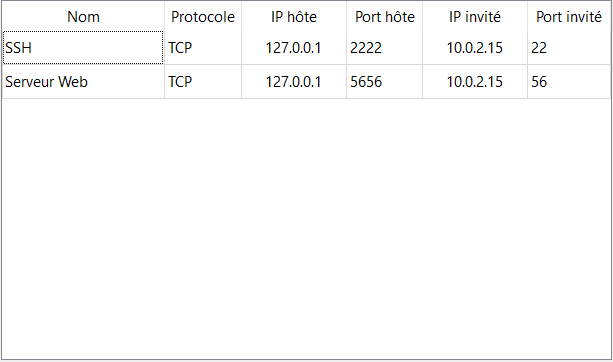 Nom Protocole IP hôte Port hôte IP invité Port invité
SSH TCP 127.0.0.1 2222 10.0.2.15 22
Serveur Web TCP 127.0.0.1 5656 10.0.2.15 56